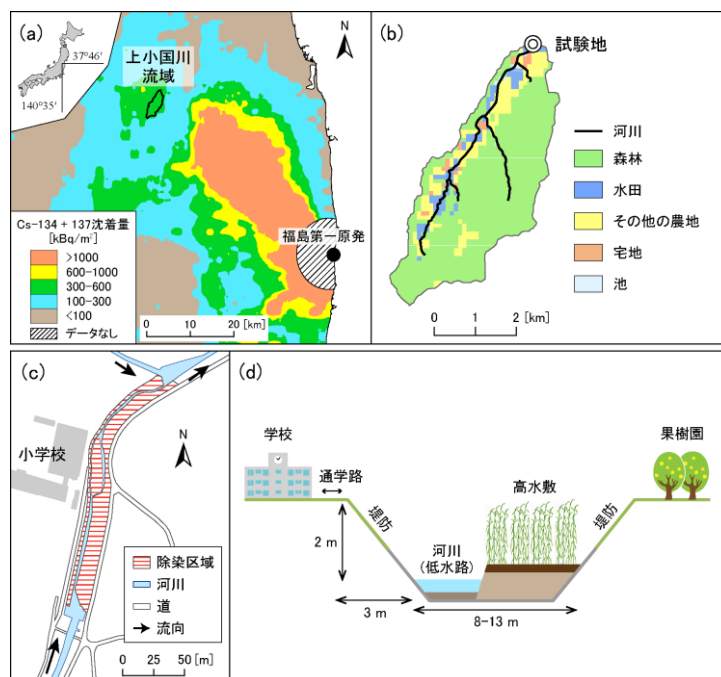 (a)
N
37°46'
140°35'
上小国川
流域
Cs-134 + 137沈着量
[kBq/m²]
>1000
600-1000
300-600
100-300
<100
データなし
福島第一原発
0 10 20 [km]
(b)
N
試験地
河川
森林
水田
その他の農地
宅地
池
0 1 2 [km]
(c)
小学校
N
除染区域
河川
道
流向
0 25 50 [m]
(d)
学校
通学路
果樹園
高水敷
堤防
堤防
2 m
河川
(低水路)
3 m
8-13 m